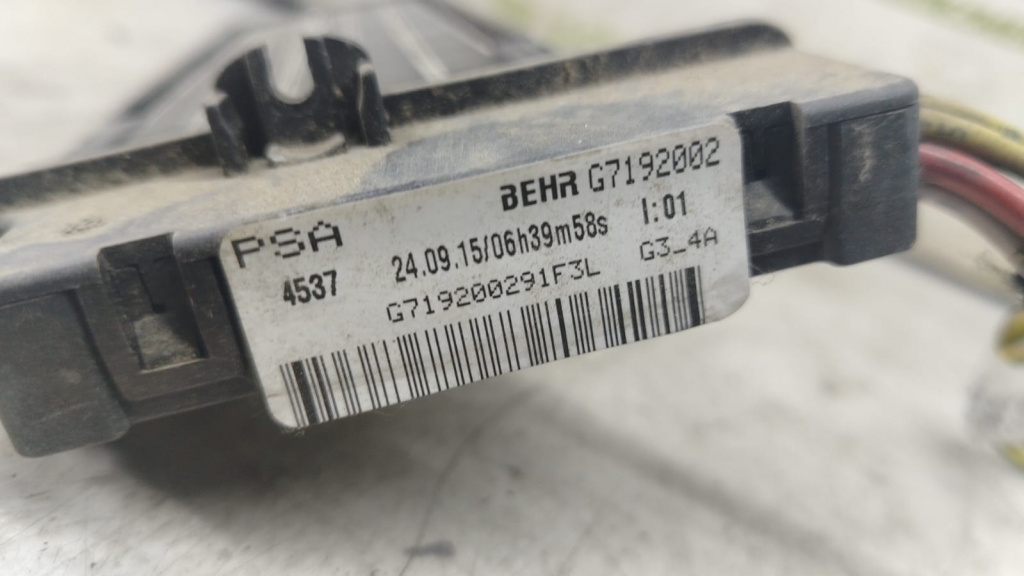 PSA BEHR G7192002
4537 24.09.15/06h39m58s I:01
G719200291F3L G3_4A